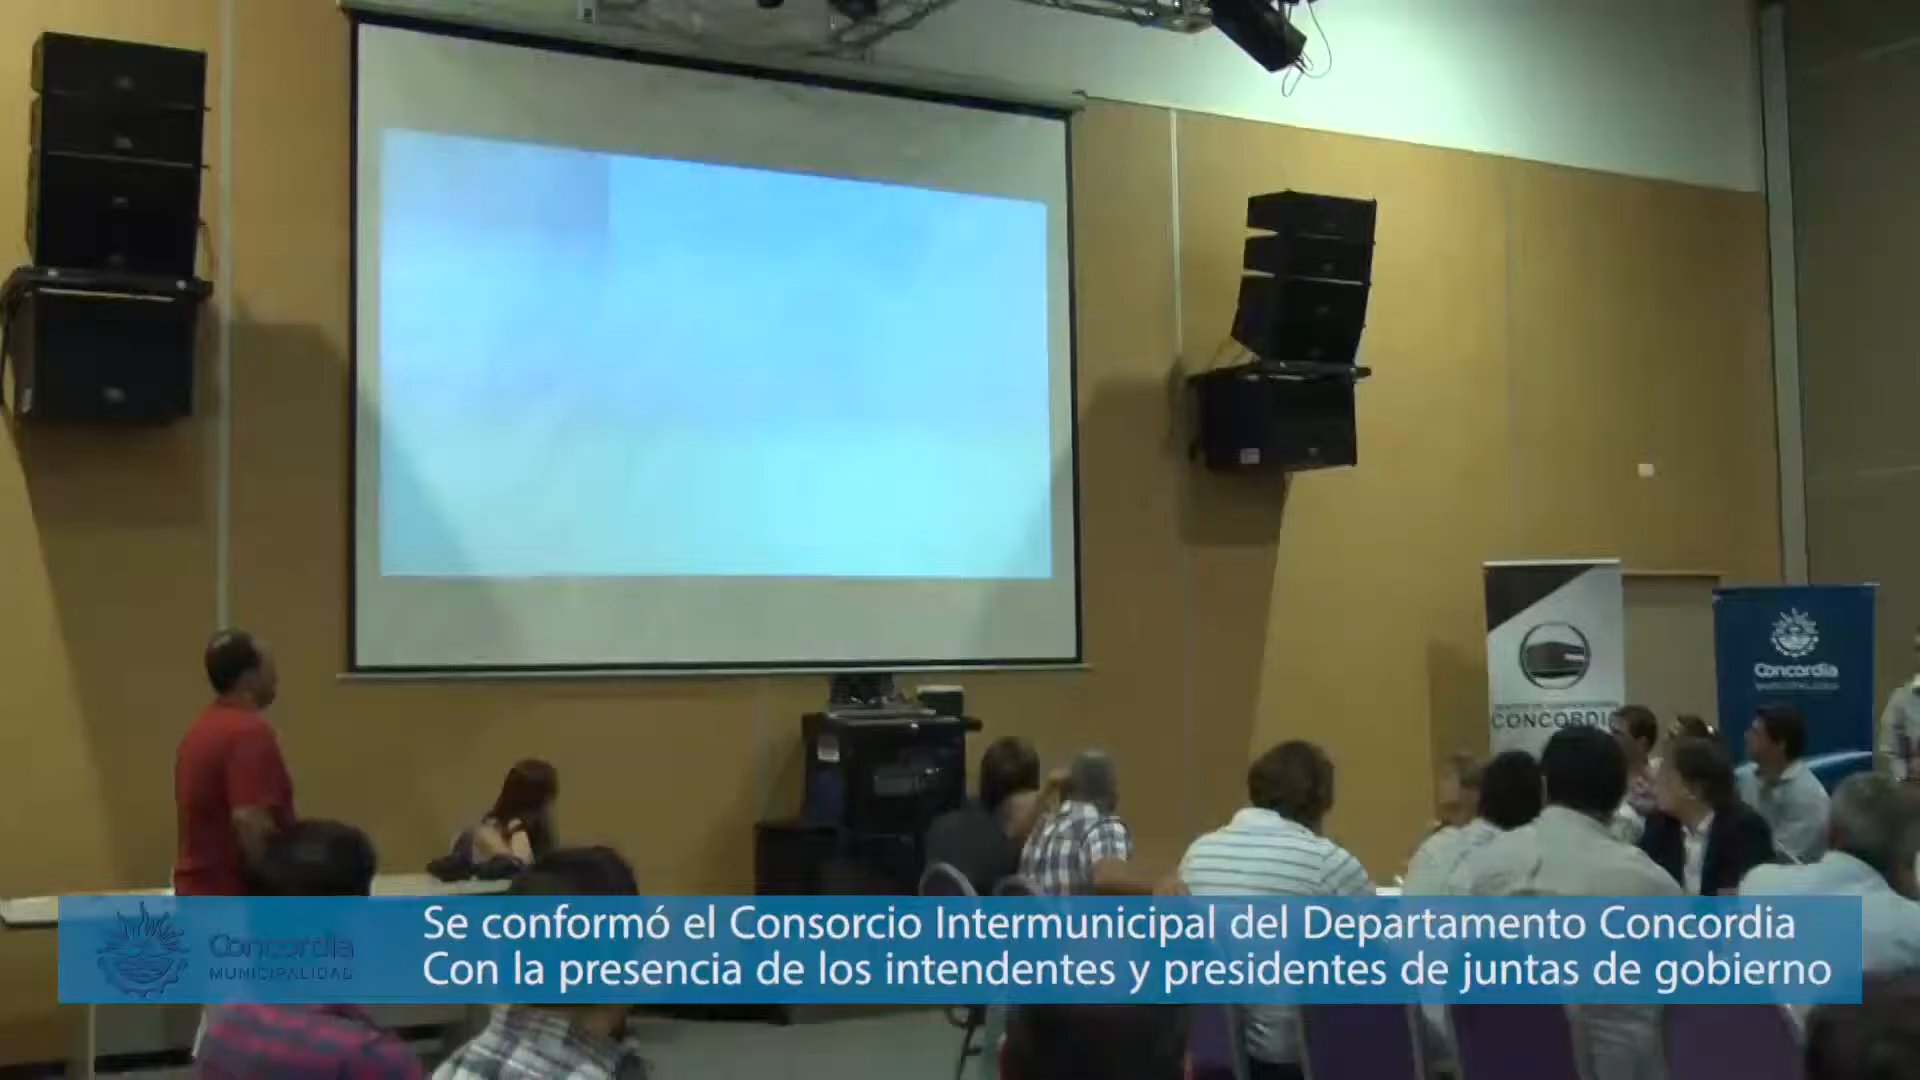 CONCORDIA
Concordia
MUNICIPALIDAD
Se conformó el Consorcio Intermunicipal del Departamento Concordia
Con la presencia de los intendentes y presidentes de juntas de gobierno
Concordia
MUNICIPALIDAD